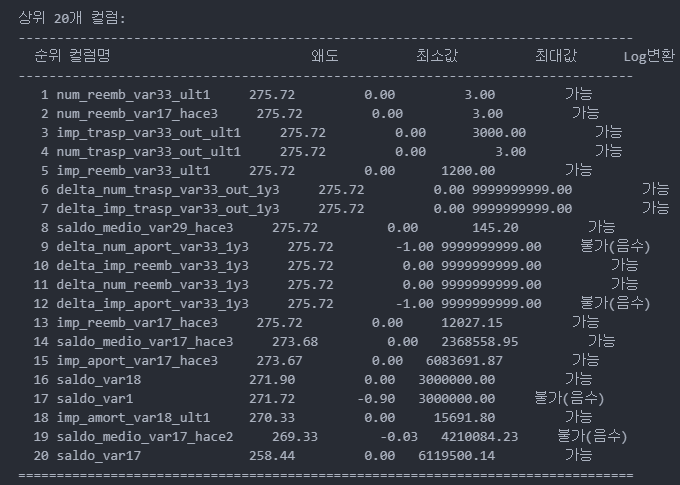 상위 20개 컬럼:
--------------------------------------------------------------------------------
순위 컬럼명 왜도 최소값 최대값 Log변환
--------------------------------------------------------------------------------
1 num_reemb_var33_ult1 275.72 0.00 3.00 가능
2 num_reemb_var17_hace3 275.72 0.00 3.00 가능
3 imp_trasp_var33_out_ult1 275.72 0.00 3000.00 가능
4 num_trasp_var33_out_ult1 275.72 0.00 3.00 가능
5 imp_reemb_var33_ult1 275.72 0.00 1200.00 가능
6 delta_num_trasp_var33_out_1y3 275.72 0.00 9999999999.00 가능
7 delta_imp_trasp_var33_out_1y3 275.72 0.00 9999999999.00 가능
8 saldo_medio_var29_hace3 275.72 0.00 145.20 가능
9 delta_num_aport_var33_1y3 275.72 -1.00 9999999999.00 불가(음수)
10 delta_imp_reemb_var33_1y3 275.72 0.00 9999999999.00 가능
11 delta_num_reemb_var33_1y3 275.72 0.00 9999999999.00 가능
12 delta_imp_aport_var33_1y3 275.72 -1.00 9999999999.00 불가(음수)
13 imp_reemb_var17_hace3 275.72 0.00 12027.15 가능
14 saldo_medio_var17_hace3 273.68 0.00 2368558.95 가능
15 imp_aport_var17_hace3 273.67 0.00 6083691.87 가능
16 saldo_var18 271.90 0.00 3000000.00 가능
17 saldo_var1 271.72 -0.90 3000000.00 불가(음수)
18 imp_amort_var18_ult1 270.33 0.00 15691.80 가능
19 saldo_medio_var17_hace2 269.33 -0.03 4210084.23 불가(음수)
20 saldo_var17 258.44 0.00 6119500.14 가능
================================================================================